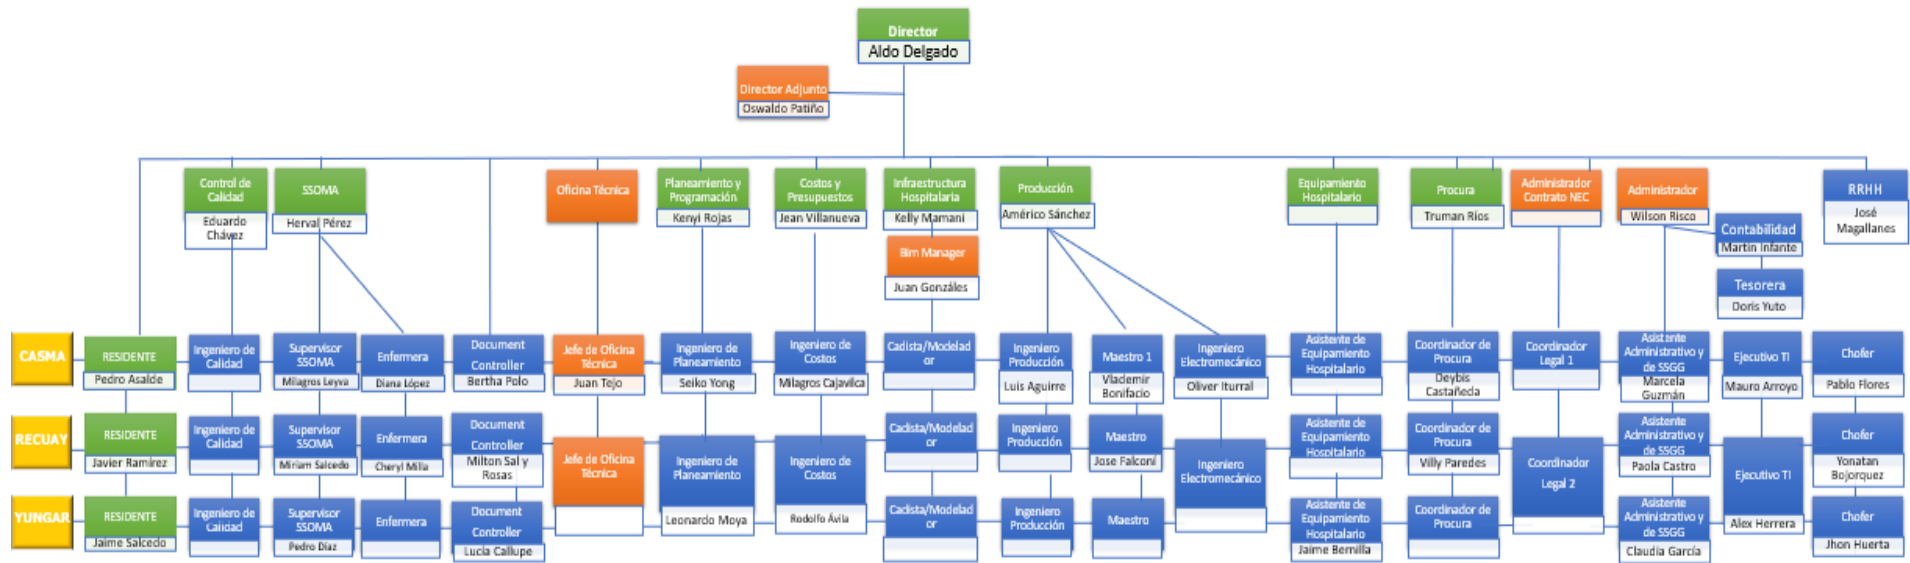 Director
Aldo Delgado
Director Adjunto
Oswaldo Patiño
Control de
Calidad
Eduardo
Chávez
SSOMA
Herval Pérez
Oficina Técnica
Planeamiento y
Programación
Kenyi Rojas
Costos y
Presupuestos
Jean Villanueva
Infraestructura
Hospitalaria
Kelly Mamani
Bim Manager
Juan Gonzáles
Producción
Américo Sánchez
Equipamiento
Hospitalario
Procura
Truman Ríos
Administrador
Contrato NEC
Administrador
Wilson Risco
Contabilidad
Martin Infante
Tesorera
Doris Yuto
RRHH
José
Magallanes
CASMA
RESIDENTE
Pedro Asalde
Ingeniero de
Calidad
Supervisor
SSOMA
Milagros Leyva
Enfermera
Diana López
Document
Controller
Bertha Polo
Jefe de Oficina
Técnica
Juan Tejo
Ingeniero de
Planeamiento
Seiko Yong
Ingeniero de
Costos
Milagros Cajavilca
Cadista/Modelad
or
Ingeniero
Producción
Luis Aguirre
Maestro 1
Vlademir
Bonifacio
Ingeniero
Electromecánico
Oliver Iturral
Asistente de
Equipamiento
Hospitalario
Coordinador de
Procura
Deybis
Castañeda
Coordinador
Legal 1
Asistente
Administrativo y
de SSGG
Marcela
Guzmán
Ejecutivo TI
Mauro Arroyo
Chofer
Pablo Flores
RECUAY
RESIDENTE
Javier Ramírez
Ingeniero de
Calidad
Supervisor
SSOMA
Miriam Salcedo
Enfermera
Cheryl Milla
Document
Controller
Milton Sal y
Rosas
Jefe de Oficina
Técnica
Ingeniero de
Planeamiento
Leonardo Moya
Ingeniero de
Costos
Rodolfo Ávila
Cadista/Modelad
or
Ingeniero
Producción
Maestro
Jose Falconí
Ingeniero
Electromecánico
Asistente de
Equipamiento
Hospitalario
Coordinador de
Procura
Villy Paredes
Coordinador
Legal 2
Asistente
Administrativo y
de SSGG
Paola Castro
Ejecutivo TI
Alex Herrera
Chofer
Yonatan
Bojorquez
YUNGAR
RESIDENTE
Jaime Salcedo
Ingeniero de
Calidad
Supervisor
SSOMA
Pedro Díaz
Enfermera
Document
Controller
Lucía Callupe
Cadista/Modelad
or
Ingeniero
Producción
Maestro
Asistente de
Equipamiento
Hospitalario
Jaime Bernilla
Coordinador de
Procura
Asistente
Administrativo y
de SSGG
Claudia García
Chofer
Jhon Huerta